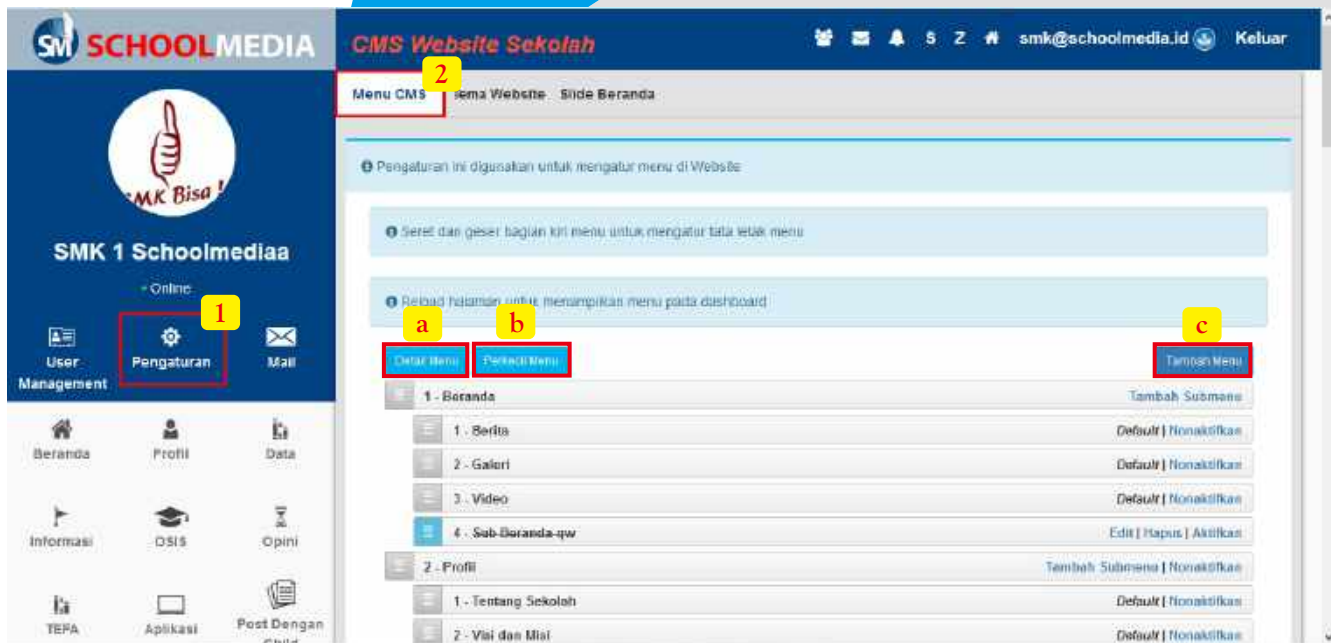 SM SCHOOLMEDIA
CMS Website Sekolah
S Z smk@schoolmedia.id Keluar
2
Menu CMS Tema Website Slide Beranda
Pengaturan ini digunakan untuk mengatur menu di Website
SMK Bisa !
Seret dan geser bagian kiri menu untuk mengatur tata letak menu
SMK 1 Schoolmediaa
Online
Reload halaman untuk menampilkan menu pada dashboard
1
a b c
User Management
Pengaturan
Mail
Detail Menu Perkecil Menu Tambah Menu
1 - Beranda Tambah Submenu
1 - Berita Default | Nonaktifkan
2 - Galeri Default | Nonaktifkan
3 - Video Default | Nonaktifkan
4 - Sub Beranda qw Edit | Hapus | Aktifkan
2 - Profil Tambah Submenu | Nonaktifkan
1 - Tentang Sekolah Default | Nonaktifkan
2 - Visi dan Misi Default | Nonaktifkan
Beranda Profil Data
Informasi OSIS Opini
TEFA Aplikasi Post Dengan
Child